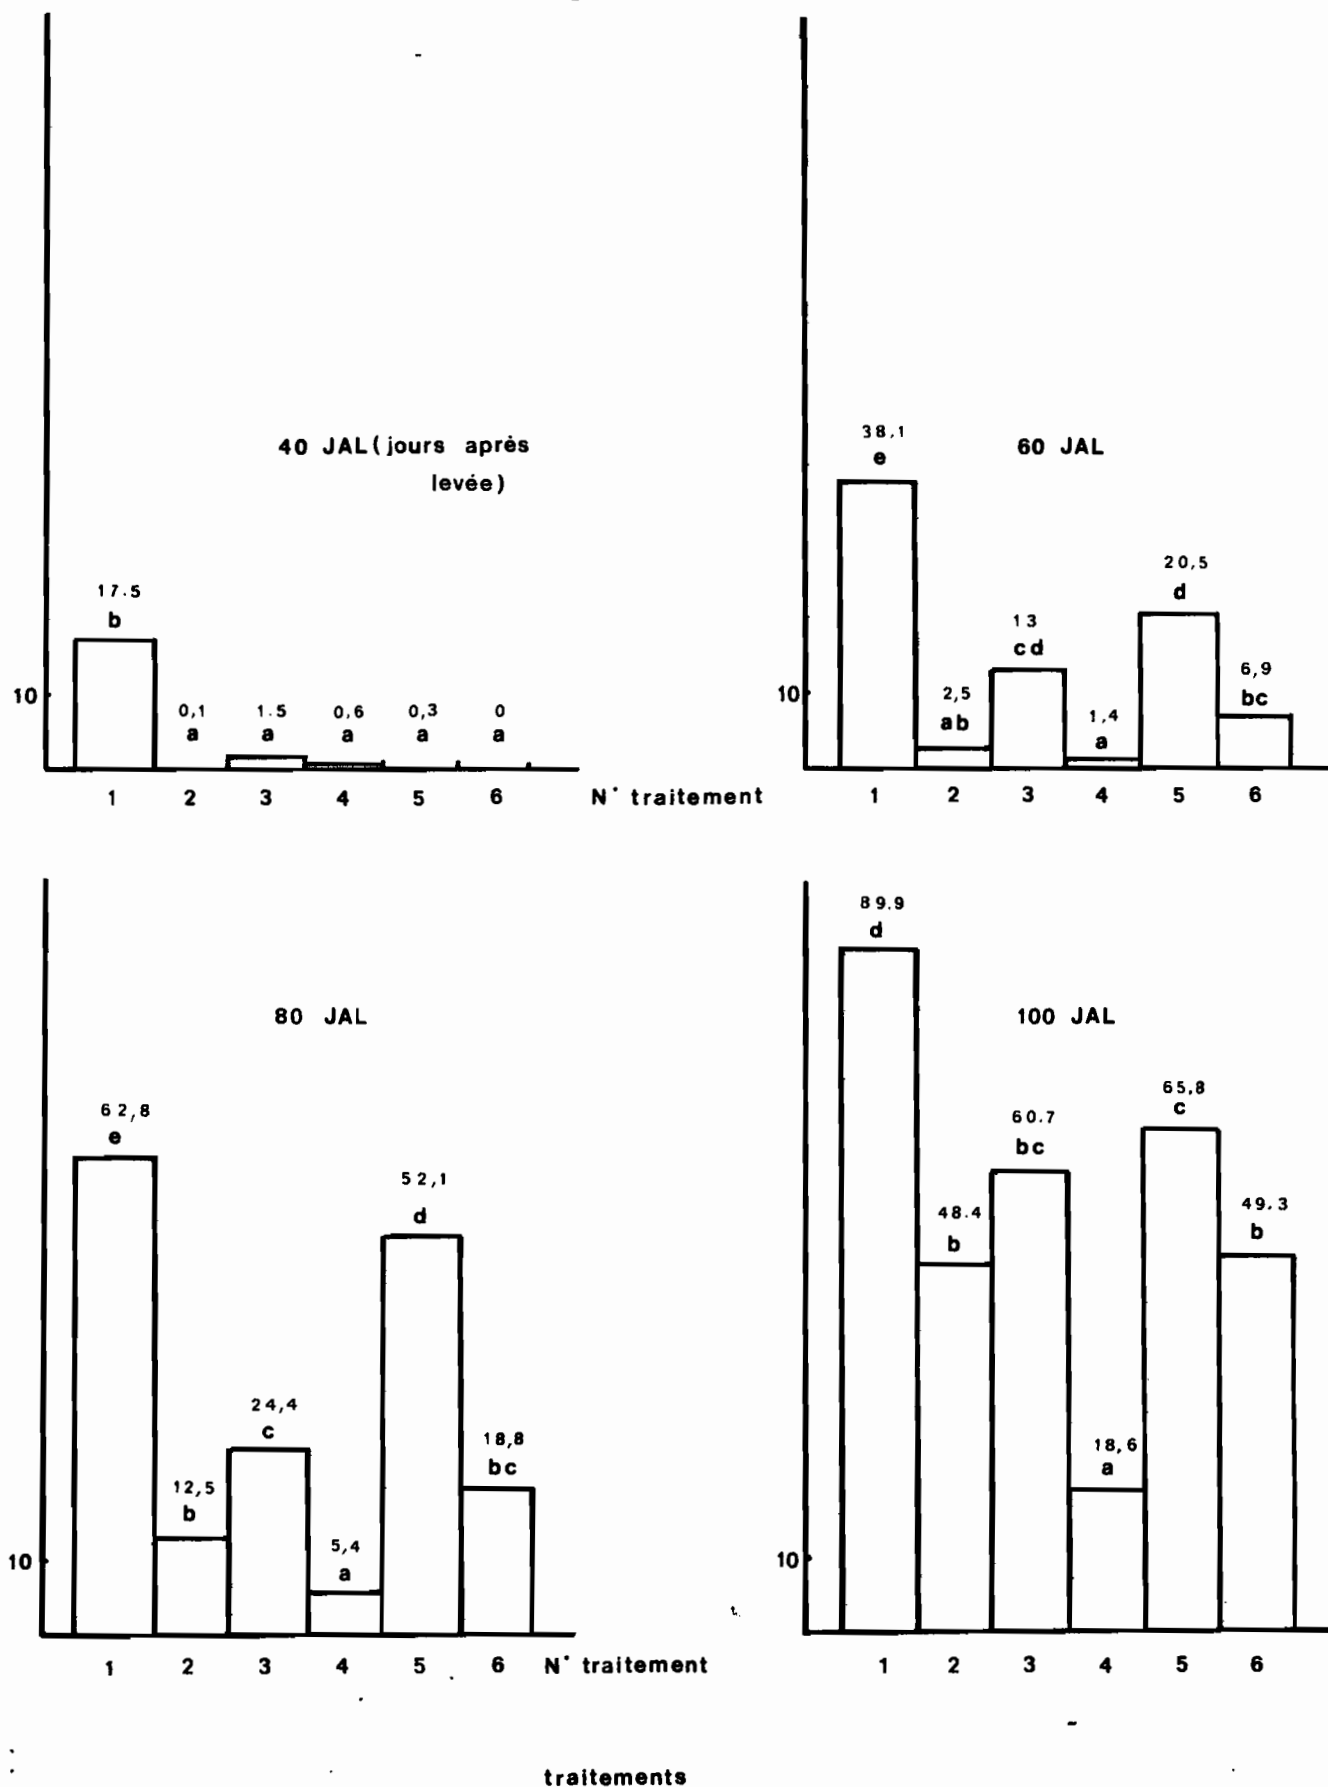 40 JAL (jours après
levée)
17.5
b
10
0,1 1.5 0,6 0,3 0
a a a a a
1 2 3 4 5 6 N° traitement
60 JAL
38,1
e
20,5
d
13
cd
10
2,5
ab
1,4
a
6,9
bc
1 2 3 4 5 6
80 JAL
62,8
e
52,1
d
24,4
c
18,8
bc
12,5
b
5,4
a
10
1 2 3 4 5 6 N° traitement
100 JAL
89.9
d
65,8
c
60.7
bc
48.4
b
49.3
b
18,6
a
10
1 2 3 4 5 6
traitements